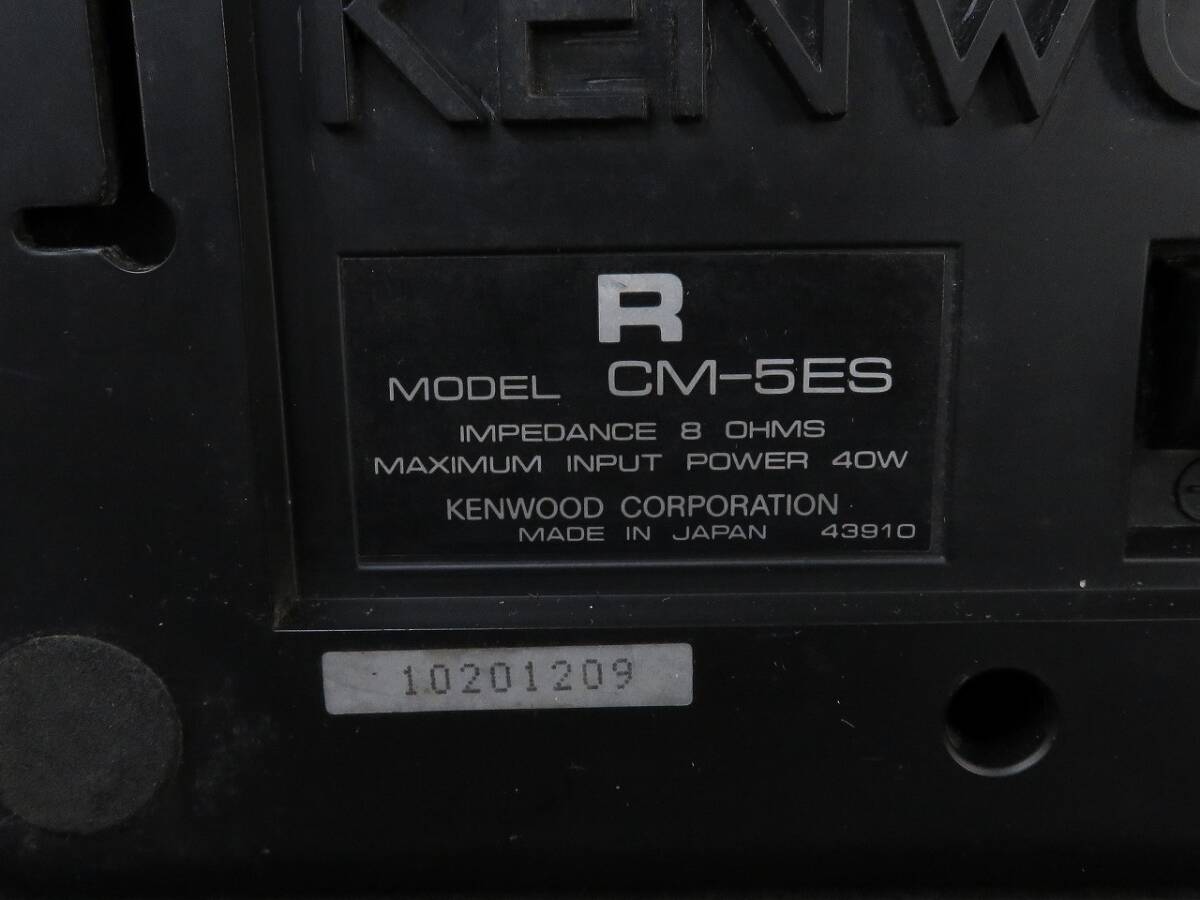 KENWO
R
MODEL CM-5ES
IMPEDANCE 8 OHMS
MAXIMUM INPUT POWER 40W
KENWOOD CORPORATION
MADE IN JAPAN 43910
10201209